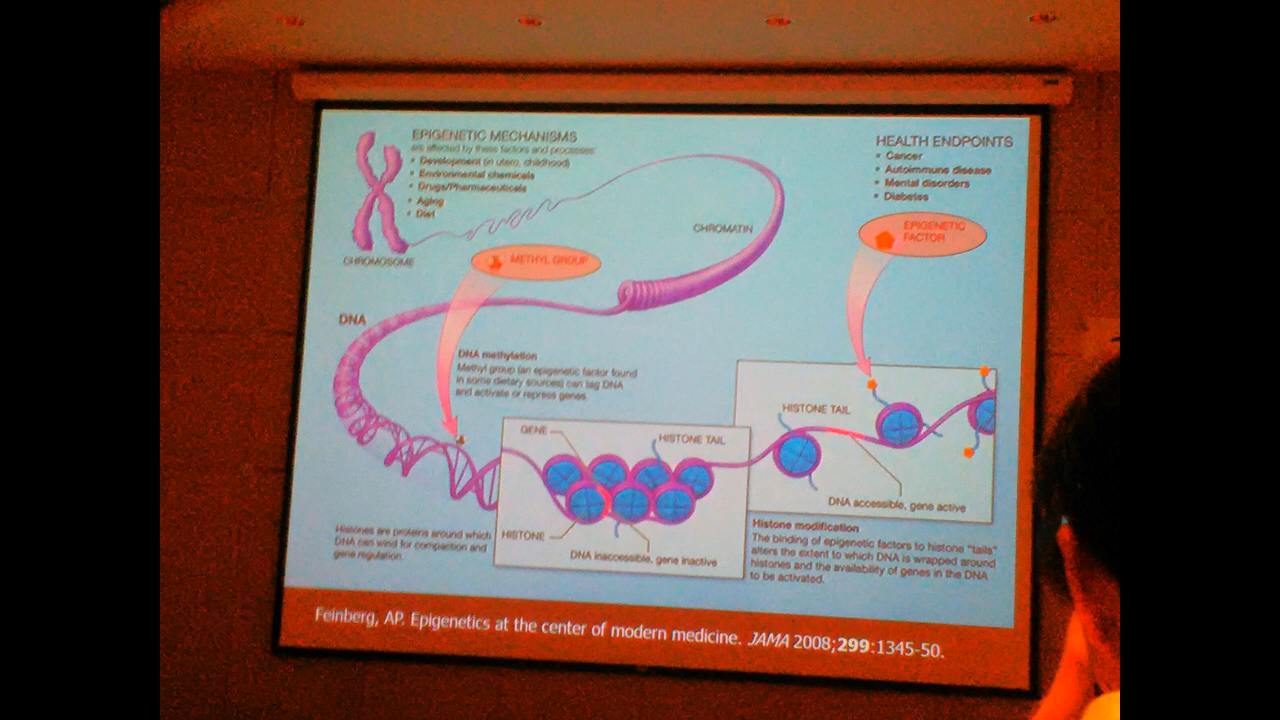 EPIGENETIC MECHANISMS
are affected by these factors and processes:
• Development (in utero, childhood)
• Environmental chemicals
• Drugs/Pharmaceuticals
• Aging
• Diet
HEALTH ENDPOINTS
• Cancer
• Autoimmune disease
• Mental disorders
• Diabetes
EPIGENETIC
FACTOR
CHROMATIN
CHROMOSOME
METHYL GROUP
DNA
DNA methylation
Methyl group (an epigenetic factor found
in some dietary sources) can tag DNA
and activate or repress genes.
HISTONE TAIL
GENE
HISTONE TAIL
DNA accessible, gene active
HISTONE
DNA inaccessible, gene inactive
Histones are proteins around which
DNA can wind for compaction and
gene regulation.
Histone modification
The binding of epigenetic factors to histone "tails"
alters the extent to which DNA is wrapped around
histones and the availability of genes in the DNA
to be activated.
Feinberg, AP. Epigenetics at the center of modern medicine. JAMA 2008;299:1345-50.